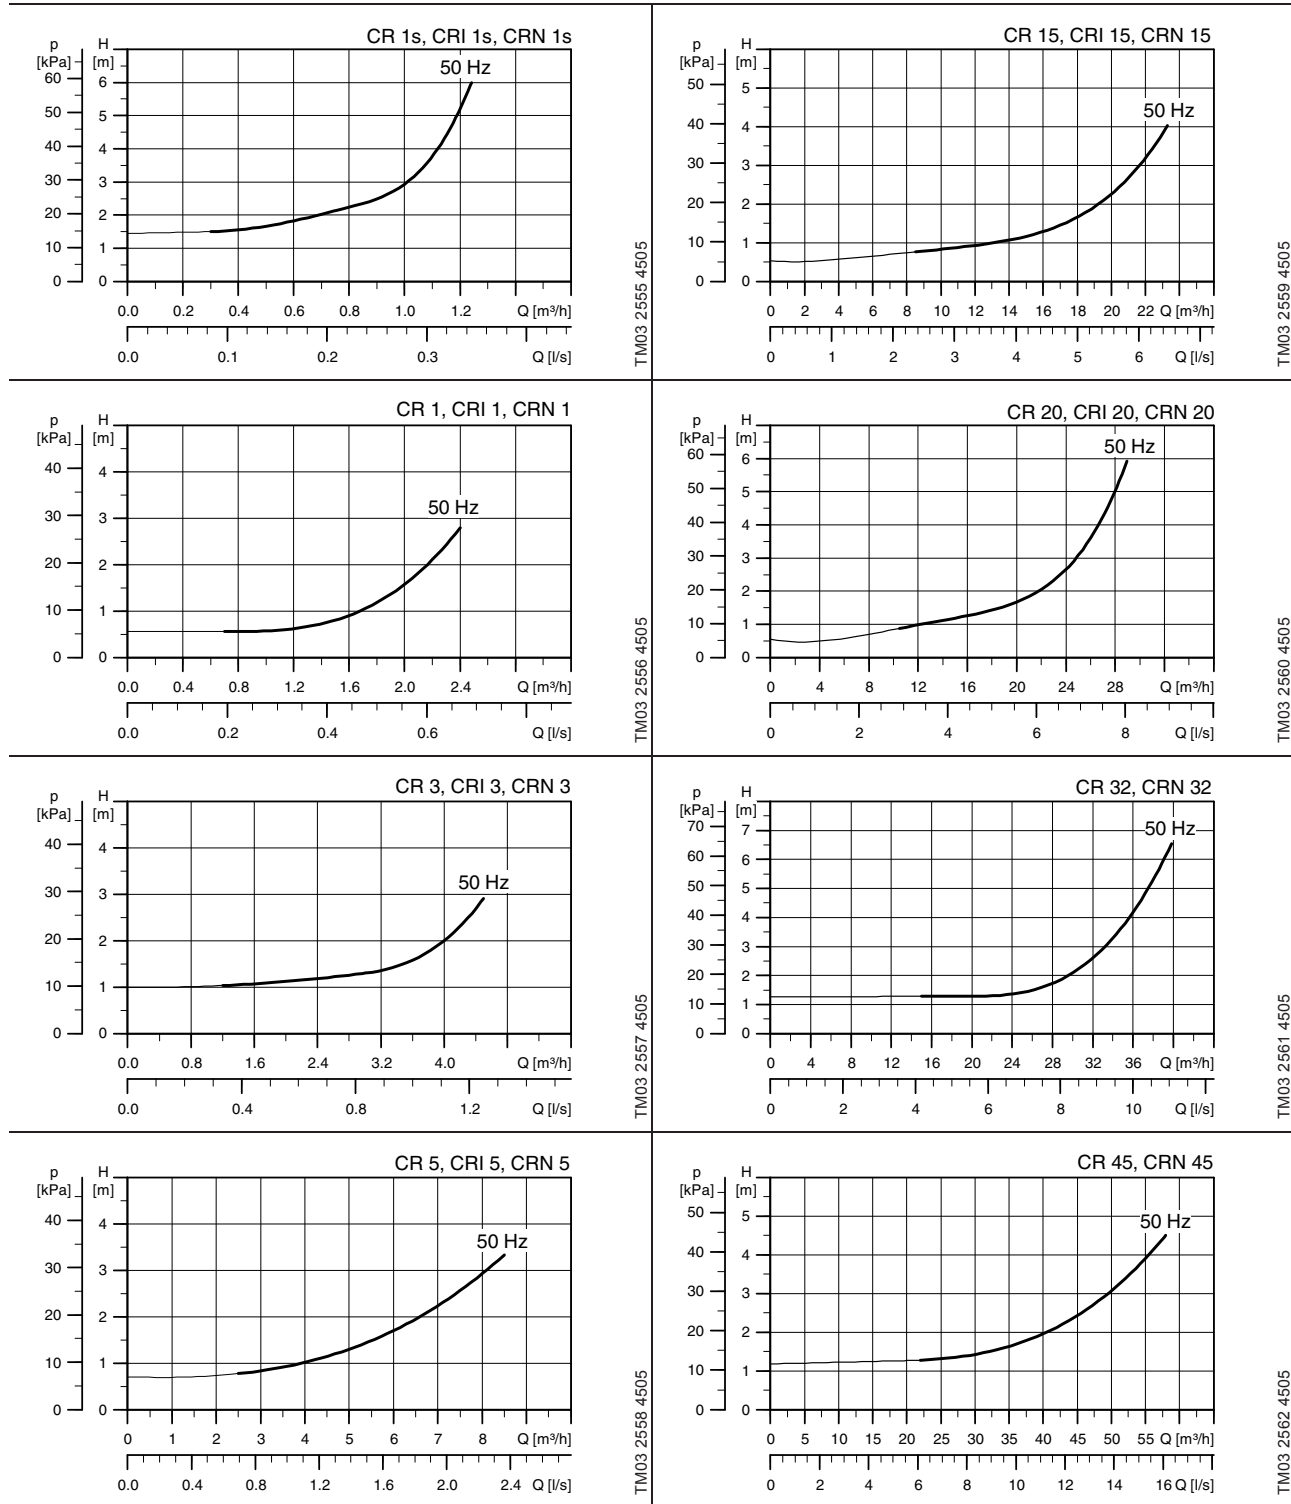 CR 1s, CRI 1s, CRN 1s
p
[kPa]
H
[m]
50 Hz
60
50
40
30
20
10
0
6
5
4
3
2
1
0
0.0 0.2 0.4 0.6 0.8 1.0 1.2 Q [m³/h]
0.0 0.1 0.2 0.3 Q [l/s]
TM03 2555 4505
CR 15, CRI 15, CRN 15
p
[kPa]
H
[m]
50 Hz
50
40
30
20
10
0
5
4
3
2
1
0
0 2 4 6 8 10 12 14 16 18 20 22 Q [m³/h]
0 1 2 3 4 5 6 Q [l/s]
TM03 2559 4505
CR 1, CRI 1, CRN 1
p
[kPa]
H
[m]
50 Hz
40
30
20
10
0
4
3
2
1
0
0.0 0.4 0.8 1.2 1.6 2.0 2.4 Q [m³/h]
0.0 0.2 0.4 0.6 Q [l/s]
TM03 2556 4505
CR 20, CRI 20, CRN 20
p
[kPa]
H
[m]
50 Hz
60
50
40
30
20
10
0
6
5
4
3
2
1
0
0 4 8 12 16 20 24 28 Q [m³/h]
0 2 4 6 8 Q [l/s]
TM03 2560 4505
CR 3, CRI 3, CRN 3
p
[kPa]
H
[m]
50 Hz
40
30
20
10
0
4
3
2
1
0
0.0 0.8 1.6 2.4 3.2 4.0 Q [m³/h]
0.0 0.4 0.8 1.2 Q [l/s]
TM03 2557 4505
CR 32, CRN 32
p
[kPa]
H
[m]
50 Hz
70
60
50
40
30
20
10
0
7
6
5
4
3
2
1
0
0 4 8 12 16 20 24 28 32 36 Q [m³/h]
0 2 4 6 8 10 Q [l/s]
TM03 2561 4505
CR 5, CRI 5, CRN 5
p
[kPa]
H
[m]
50 Hz
40
30
20
10
0
4
3
2
1
0
0 1 2 3 4 5 6 7 8 Q [m³/h]
0.0 0.4 0.8 1.2 1.6 2.0 2.4 Q [l/s]
TM03 2558 4505
CR 45, CRN 45
p
[kPa]
H
[m]
50 Hz
50
40
30
20
10
0
5
4
3
2
1
0
0 5 10 15 20 25 30 35 40 45 50 55 Q [m³/h]
0 2 4 6 8 10 12 14 16 Q [l/s]
TM03 2562 4505